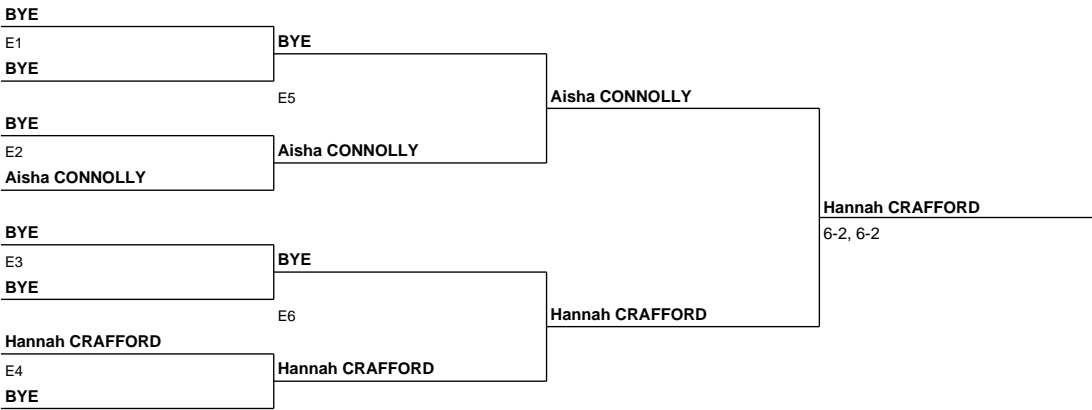 BYE
E1
BYE
BYE
E5
BYE
E2
Aisha CONNOLLY
Aisha CONNOLLY
Aisha CONNOLLY
BYE
E3
BYE
BYE
E6
Hannah CRAFFORD
E4
BYE
Hannah CRAFFORD
Hannah CRAFFORD
Hannah CRAFFORD
6-2, 6-2